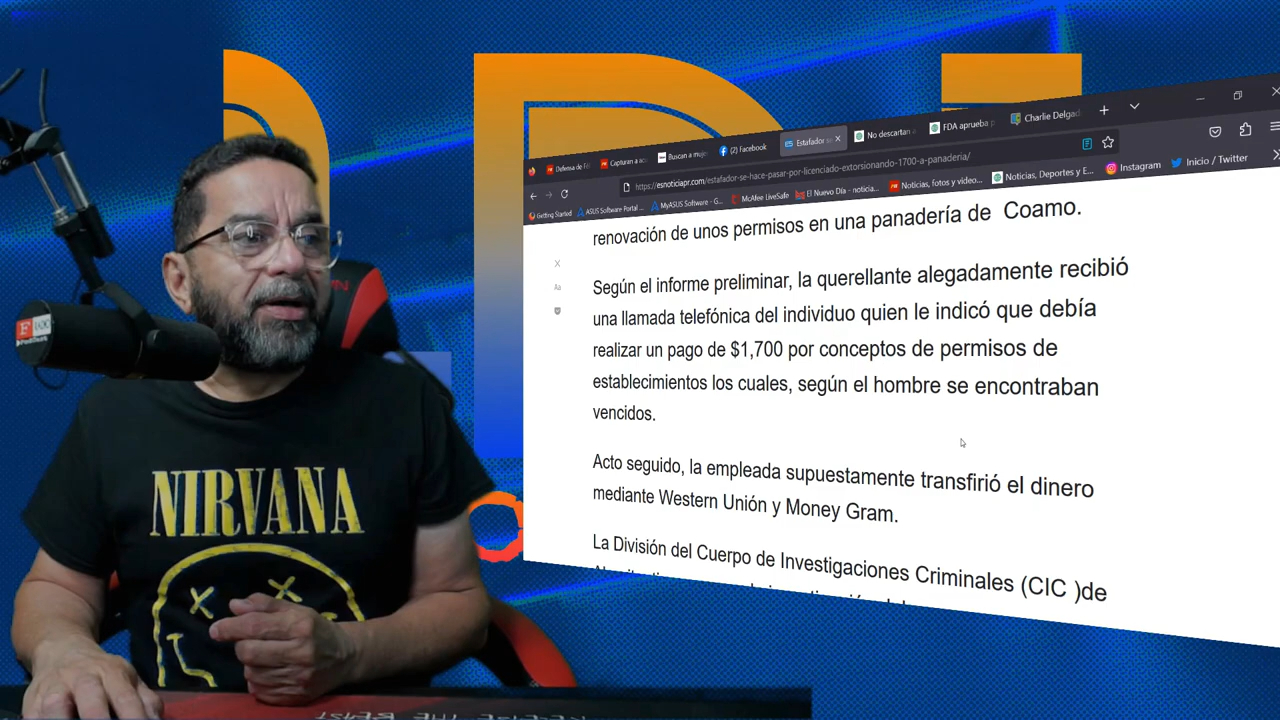 Defensa de
Capturan a ac
Buscan a muje
(2) Facebook
Estafador s
No descartan a
FDA aprueba p
Charlie Delgad
https://esnoticiapr.com/estafador-se-hace-pasar-por-licenciado-extorsionando-1700-a-panaderia/
Getting Started
ASUS Software Portal ...
MyASUS Software - G...
McAfee LiveSafe
El Nuevo Día - noticia...
Noticias, fotos y videos...
Noticias, Deportes y E...
Instagram
Inicio / Twitter
renovación de unos permisos en una panadería de Coamo.
Según el informe preliminar, la querellante alegadamente recibió
una llamada telefónica del individuo quien le indicó que debía
realizar un pago de $1,700 por conceptos de permisos de
establecimientos los cuales, según el hombre se encontraban
vencidos.
Acto seguido, la empleada supuestamente transfirió el dinero
mediante Western Unión y Money Gram.
La División del Cuerpo de Investigaciones Criminales (CIC )de
Aa
RADIO
NIRVANA